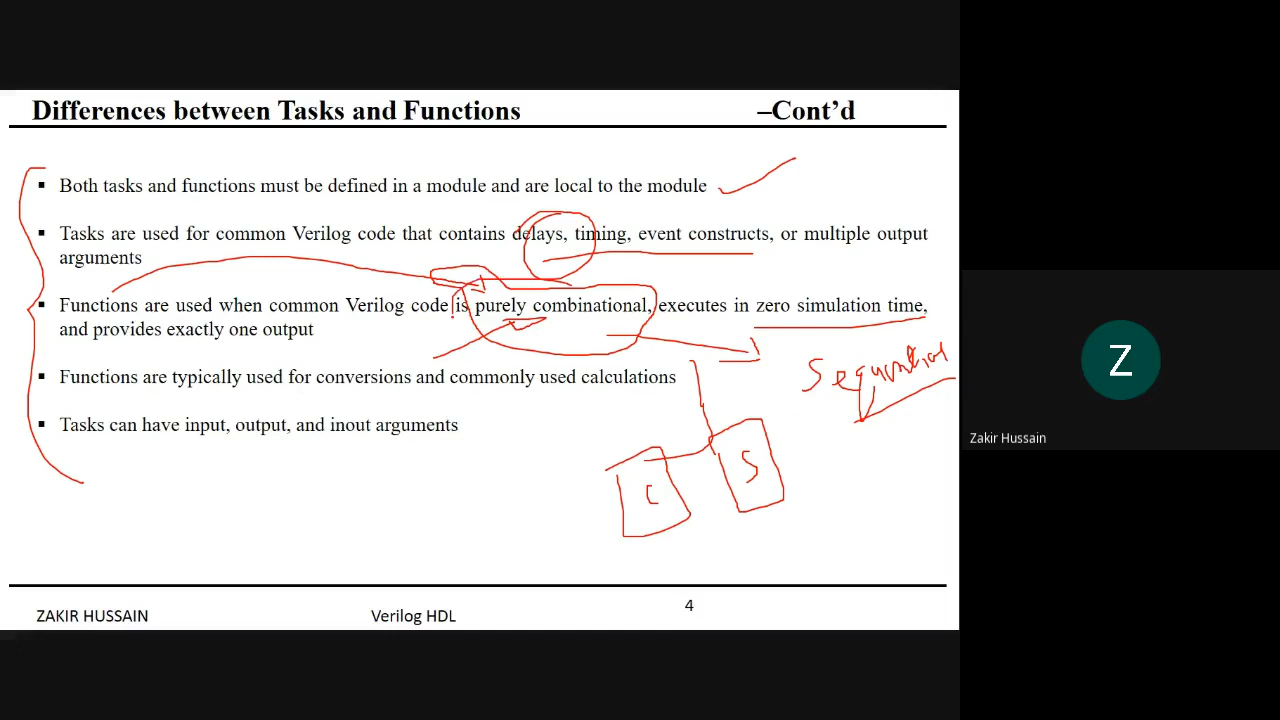 Differences between Tasks and Functions –Cont’d
▪ Both tasks and functions must be defined in a module and are local to the module
▪ Tasks are used for common Verilog code that contains delays, timing, event constructs, or multiple output
arguments
▪ Functions are used when common Verilog code is purely combinational, executes in zero simulation time,
and provides exactly one output
Sequential
▪ Functions are typically used for conversions and commonly used calculations
▪ Tasks can have input, output, and inout arguments
S
C
ZAKIR HUSSAIN Verilog HDL 4
Z
Zakir Hussain